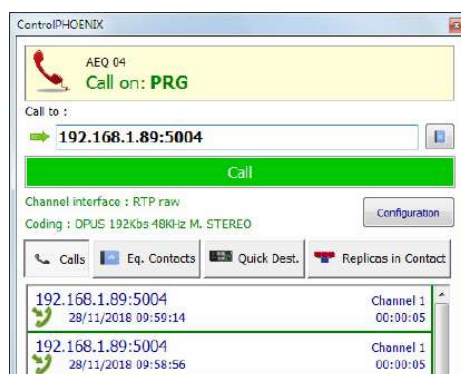 ControlPHOENIX
AEQ 04
Call on: PRG
Call to :
192.168.1.89:5004
Call
Channel interface : RTP raw
Coding : OPUS 192Kbs 48KHz M. STEREO
Configuration
Calls Eq. Contacts Quick Dest. Replicas in Contact
192.168.1.89:5004 Channel 1
28/11/2018 09:59:14 00:00:05
192.168.1.89:5004 Channel 1
28/11/2018 09:58:56 00:00:05